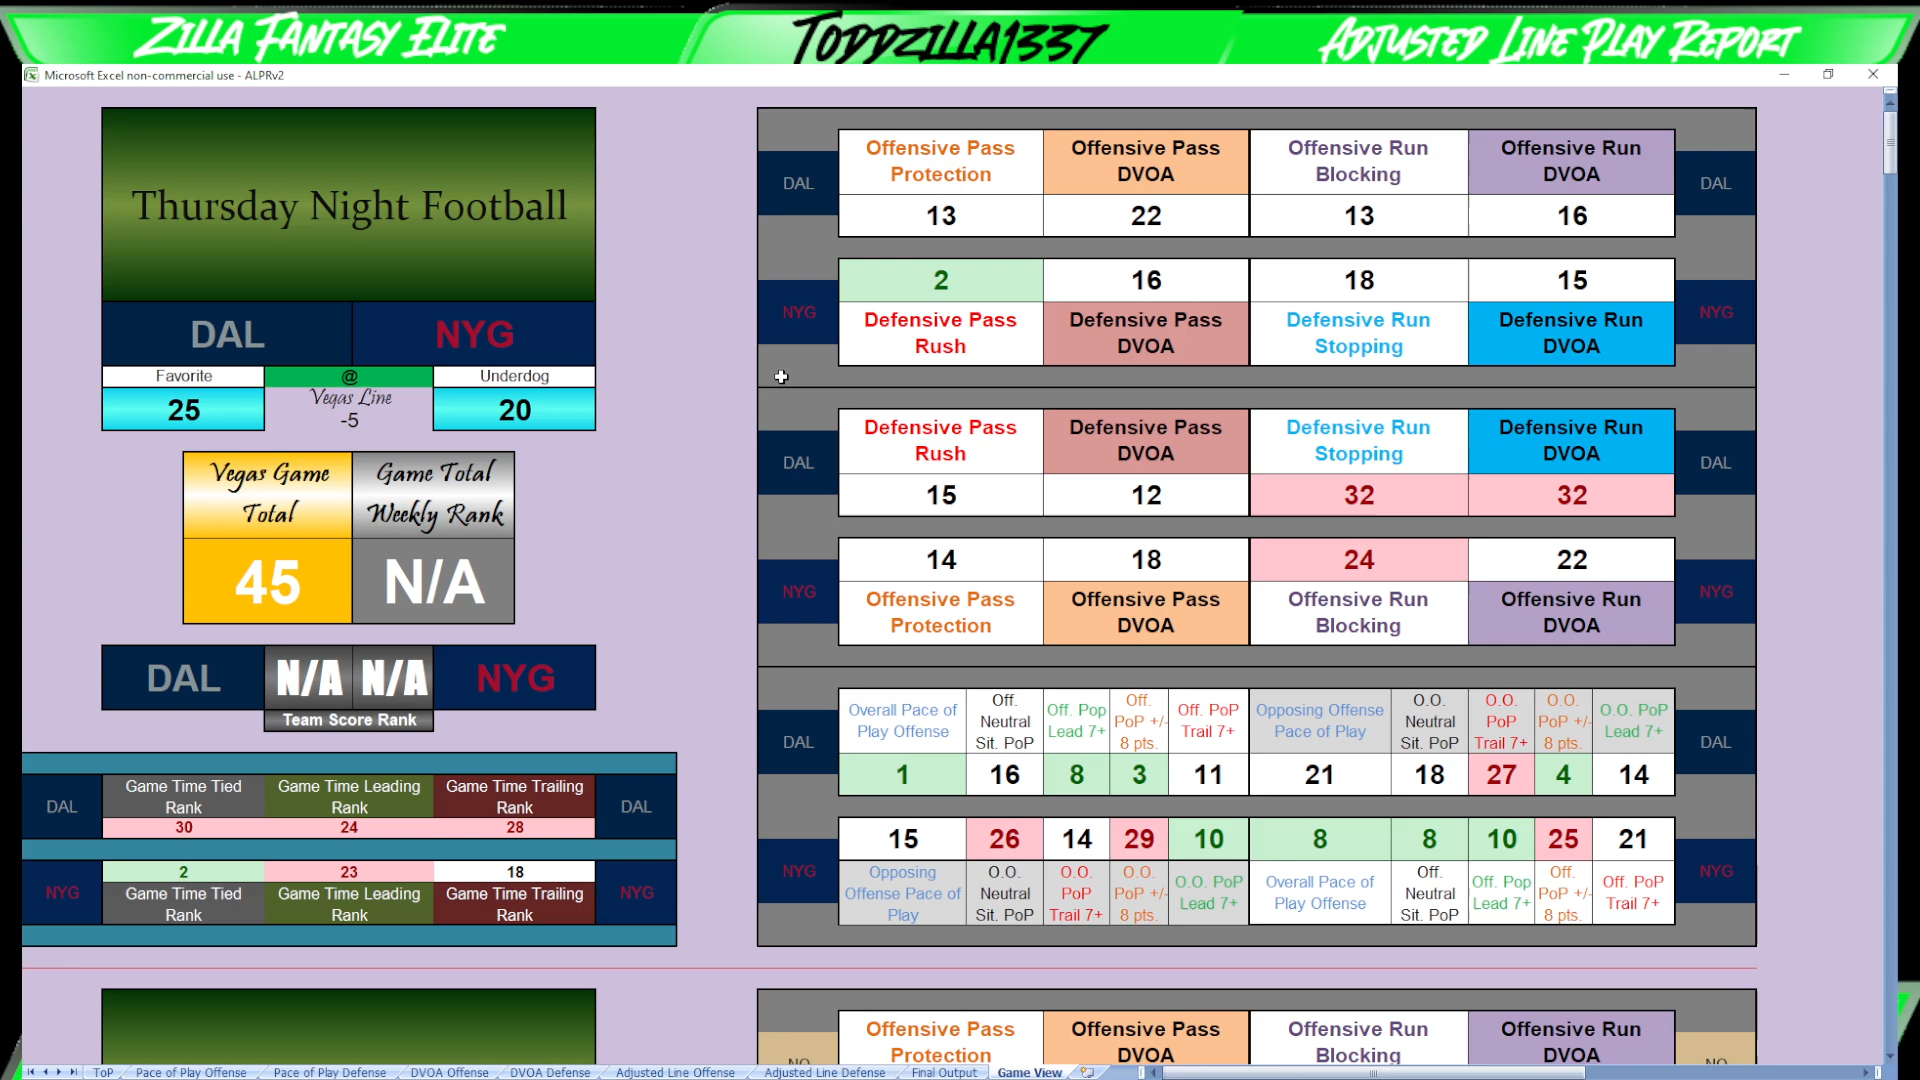 Zilla Fantasy Elite
Toddzilla1337
Adjusted Line Play Report
Microsoft Excel non-commercial use - ALPRv2
Thursday Night Football
DAL NYG
Favorite @ Underdog
25 Vegas Line 20
-5
Vegas Game Total
Game Total Weekly Rank
45 N/A
DAL N/A N/A NYG
Team Score Rank
DAL Game Time Tied Rank Game Time Leading Rank Game Time Trailing Rank DAL
30 24 28
2 23 18
NYG Game Time Tied Rank Game Time Leading Rank Game Time Trailing Rank NYG
Offensive Pass Protection Offensive Pass DVOA Offensive Run Blocking Offensive Run DVOA
DAL DAL
13 22 13 16
2 16 18 15
NYG NYG
Defensive Pass Rush Defensive Pass DVOA Defensive Run Stopping Defensive Run DVOA
Defensive Pass Rush Defensive Pass DVOA Defensive Run Stopping Defensive Run DVOA
DAL DAL
15 12 32 32
14 18 24 22
NYG NYG
Offensive Pass Protection Offensive Pass DVOA Offensive Run Blocking Offensive Run DVOA
Overall Pace of Play Offense Off. Neutral Sit. PoP Off. Pop Lead 7+ Off. PoP +/- 8 pts. Off. PoP Trail 7+ Opposing Offense Pace of Play O.O. Neutral Sit. PoP O.O. PoP Trail 7+ O.O. PoP +/- 8 pts. O.O. PoP Lead 7+
DAL DAL
1 16 8 3 11 21 18 27 4 14
15 26 14 29 10 8 8 10 25 21
NYG NYG
Opposing Offense Pace of Play O.O. Neutral Sit. PoP O.O. PoP Trail 7+ O.O. PoP +/- 8 pts. O.O. PoP Lead 7+ Overall Pace of Play Offense Off. Neutral Sit. PoP Off. Pop Lead 7+ Off. PoP +/- 8 pts. Off. PoP Trail 7+
Offensive Pass Protection Offensive Pass DVOA Offensive Run Blocking Offensive Run DVOA
NO NO
ToP Pace of Play Offense Pace of Play Defense DVOA Offense DVOA Defense Adjusted Line Offense Adjusted Line Defense Final Output Game View